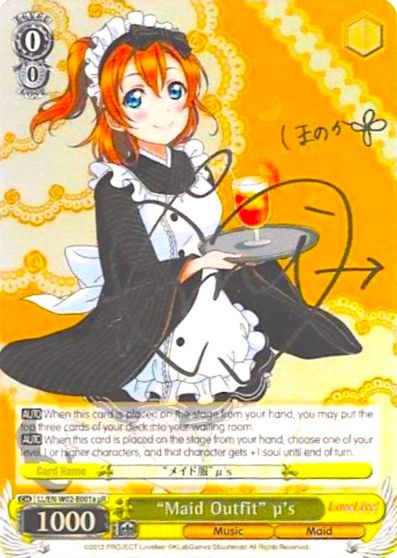 LEVEL
0
0
ほのか
AUTO When this card is placed on the stage from your hand, you may put the
top three cards of your deck into your waiting room.
AUTO When this card is placed on the stage from your hand, choose one of your
level 1 or higher characters, and that character gets +1 soul until end of turn.
Card Name
"メイド服" μ's
CH LL/EN-W02-E001a μR
"Maid Outfit" μ's
LoveLive!
1000
Music
Maid
©2013 PROJECT Lovelive! ©KLabGames ©bushiroad All Rights Reserved.